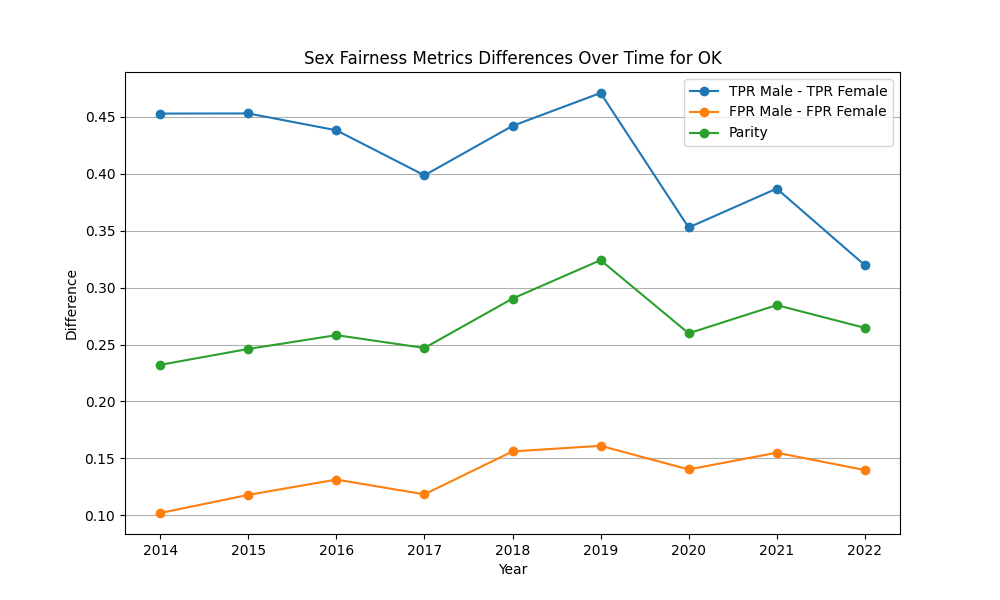 Sex Fairness Metrics Differences Over Time for OK
TPR Male - TPR Female
FPR Male - FPR Female
Parity
0.45
0.40
0.35
0.30
0.25
0.20
0.15
0.10
Difference
2014 2015 2016 2017 2018 2019 2020 2021 2022
Year